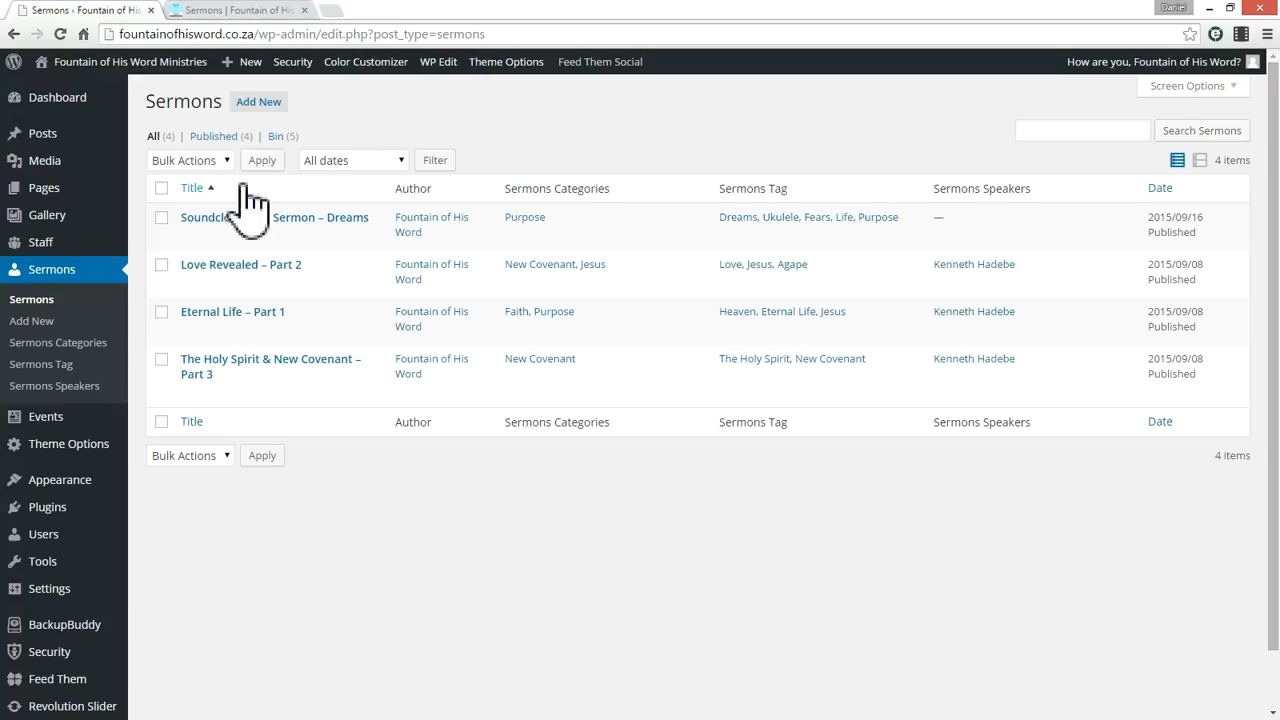 Sermons ‹ Fountain of His
Sermons | Fountain of His
Daniel
fountainofhisword.co.za/wp-admin/edit.php?post_type=sermons
Fountain of His Word Ministries
New
Security
Color Customizer
WP Edit
Theme Options
Feed Them Social
How are you, Fountain of His Word?
Dashboard
Posts
Media
Pages
Gallery
Staff
Sermons
Sermons
Add New
Sermons Categories
Sermons Tag
Sermons Speakers
Events
Theme Options
Appearance
Plugins
Users
Tools
Settings
BackupBuddy
Security
Feed Them
Revolution Slider
Screen Options
Sermons Add New
All (4) | Published (4) | Bin (5)
Search Sermons
Bulk Actions Apply All dates Filter 4 items
Title Author Sermons Categories Sermons Tag Sermons Speakers Date
Sermon – Dreams Fountain of His Purpose Dreams, Ukulele, Fears, Life, Purpose — 2015/09/16
Word Published
Love Revealed – Part 2 Fountain of His New Covenant, Jesus Love, Jesus, Agape Kenneth Hadebe 2015/09/08
Word Published
Eternal Life – Part 1 Fountain of His Faith, Purpose Heaven, Eternal Life, Jesus Kenneth Hadebe 2015/09/08
Word Published
The Holy Spirit & New Covenant – Fountain of His New Covenant The Holy Spirit, New Covenant Kenneth Hadebe 2015/09/08
Part 3 Word Published
Title Author Sermons Categories Sermons Tag Sermons Speakers Date
Bulk Actions Apply 4 items